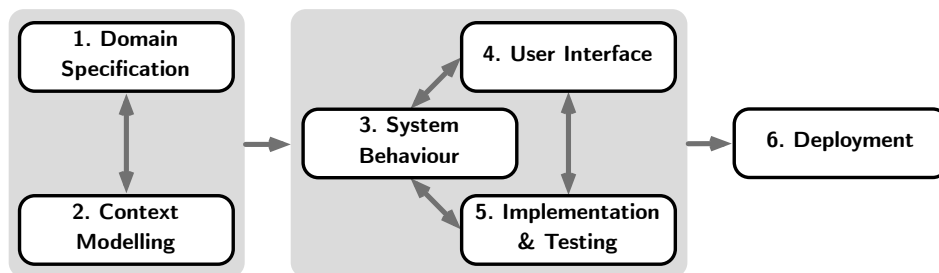 1. Domain
Specification
2. Context
Modelling
3. System
Behaviour
4. User Interface
5. Implementation
& Testing
6. Deployment